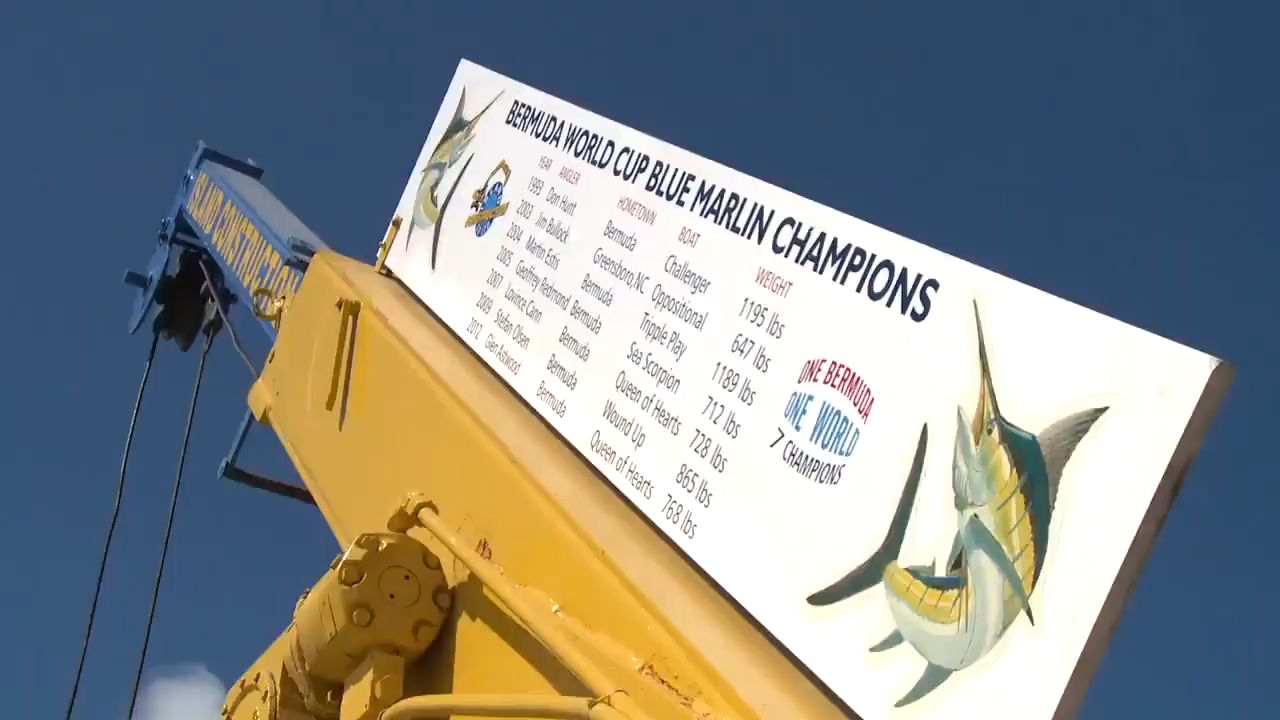 ISLAND CONSTRUCTION
BERMUDA WORLD CUP BLUE MARLIN CHAMPIONS
YEAR ANGLER HOMETOWN BOAT WEIGHT
1993 Don Hunt Bermuda Challenger 1195 lbs
2003 Jim Bullock Greensboro, NC Oppositional 647 lbs
2004 Martin Estis Bermuda Tripple Play 1189 lbs
2005 Geoffrey Redmond Bermuda Sea Scorpion 712 lbs
2007 Lovince Cann Bermuda Queen of Hearts 728 lbs
2009 Stefan Olsen Bermuda Wound Up 865 lbs
2012 Glen Astwood Bermuda Queen of Hearts 768 lbs
ONE BERMUDA
ONE WORLD
7 CHAMPIONS